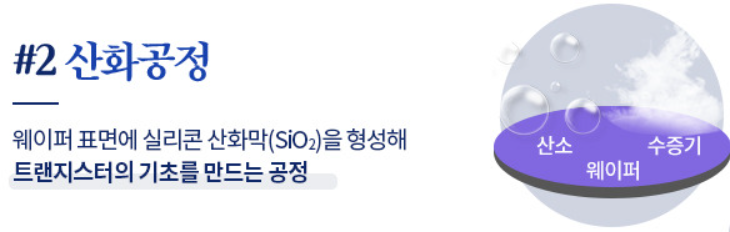 #2 산화공정
웨이퍼 표면에 실리콘 산화막(SiO₂)을 형성해
트랜지스터의 기초를 만드는 공정
산소 수증기
웨이퍼